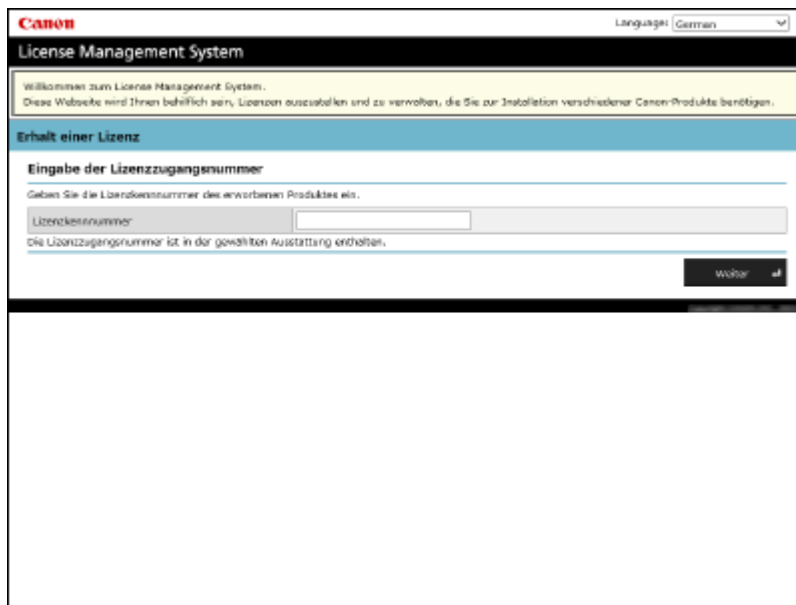 Canon
Language: German
License Management System
Willkommen zum License Management System.
Diese Webseite wird Ihnen behilflich sein, Lizenzen auszustellen und zu verwalten, die Sie zur Installation verschiedener Canon-Produkte benötigen.
Erhalt einer Lizenz
Eingabe der Lizenzzugangsnummer
Geben Sie die Lizenzkennnummer des erworbenen Produktes ein.
Lizenzkennnummer
Die Lizenzzugangsnummer ist in der gewählten Ausstattung enthalten.
Weiter